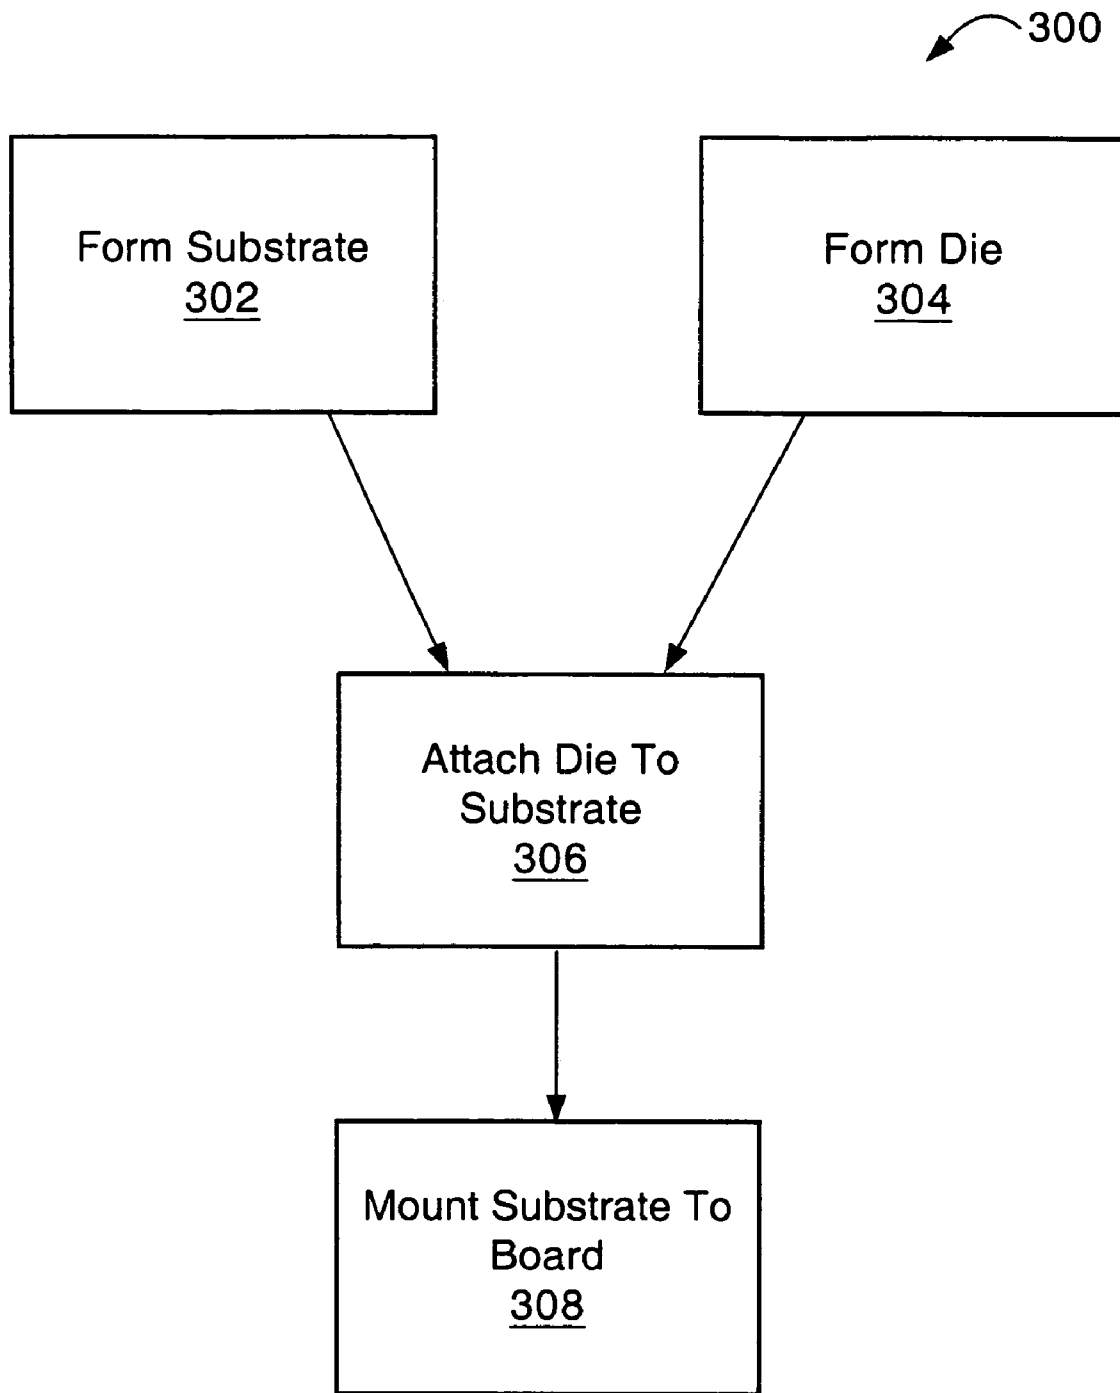 300
Form Substrate
302
Form Die
304
Attach Die To
Substrate
306
Mount Substrate To
Board
308